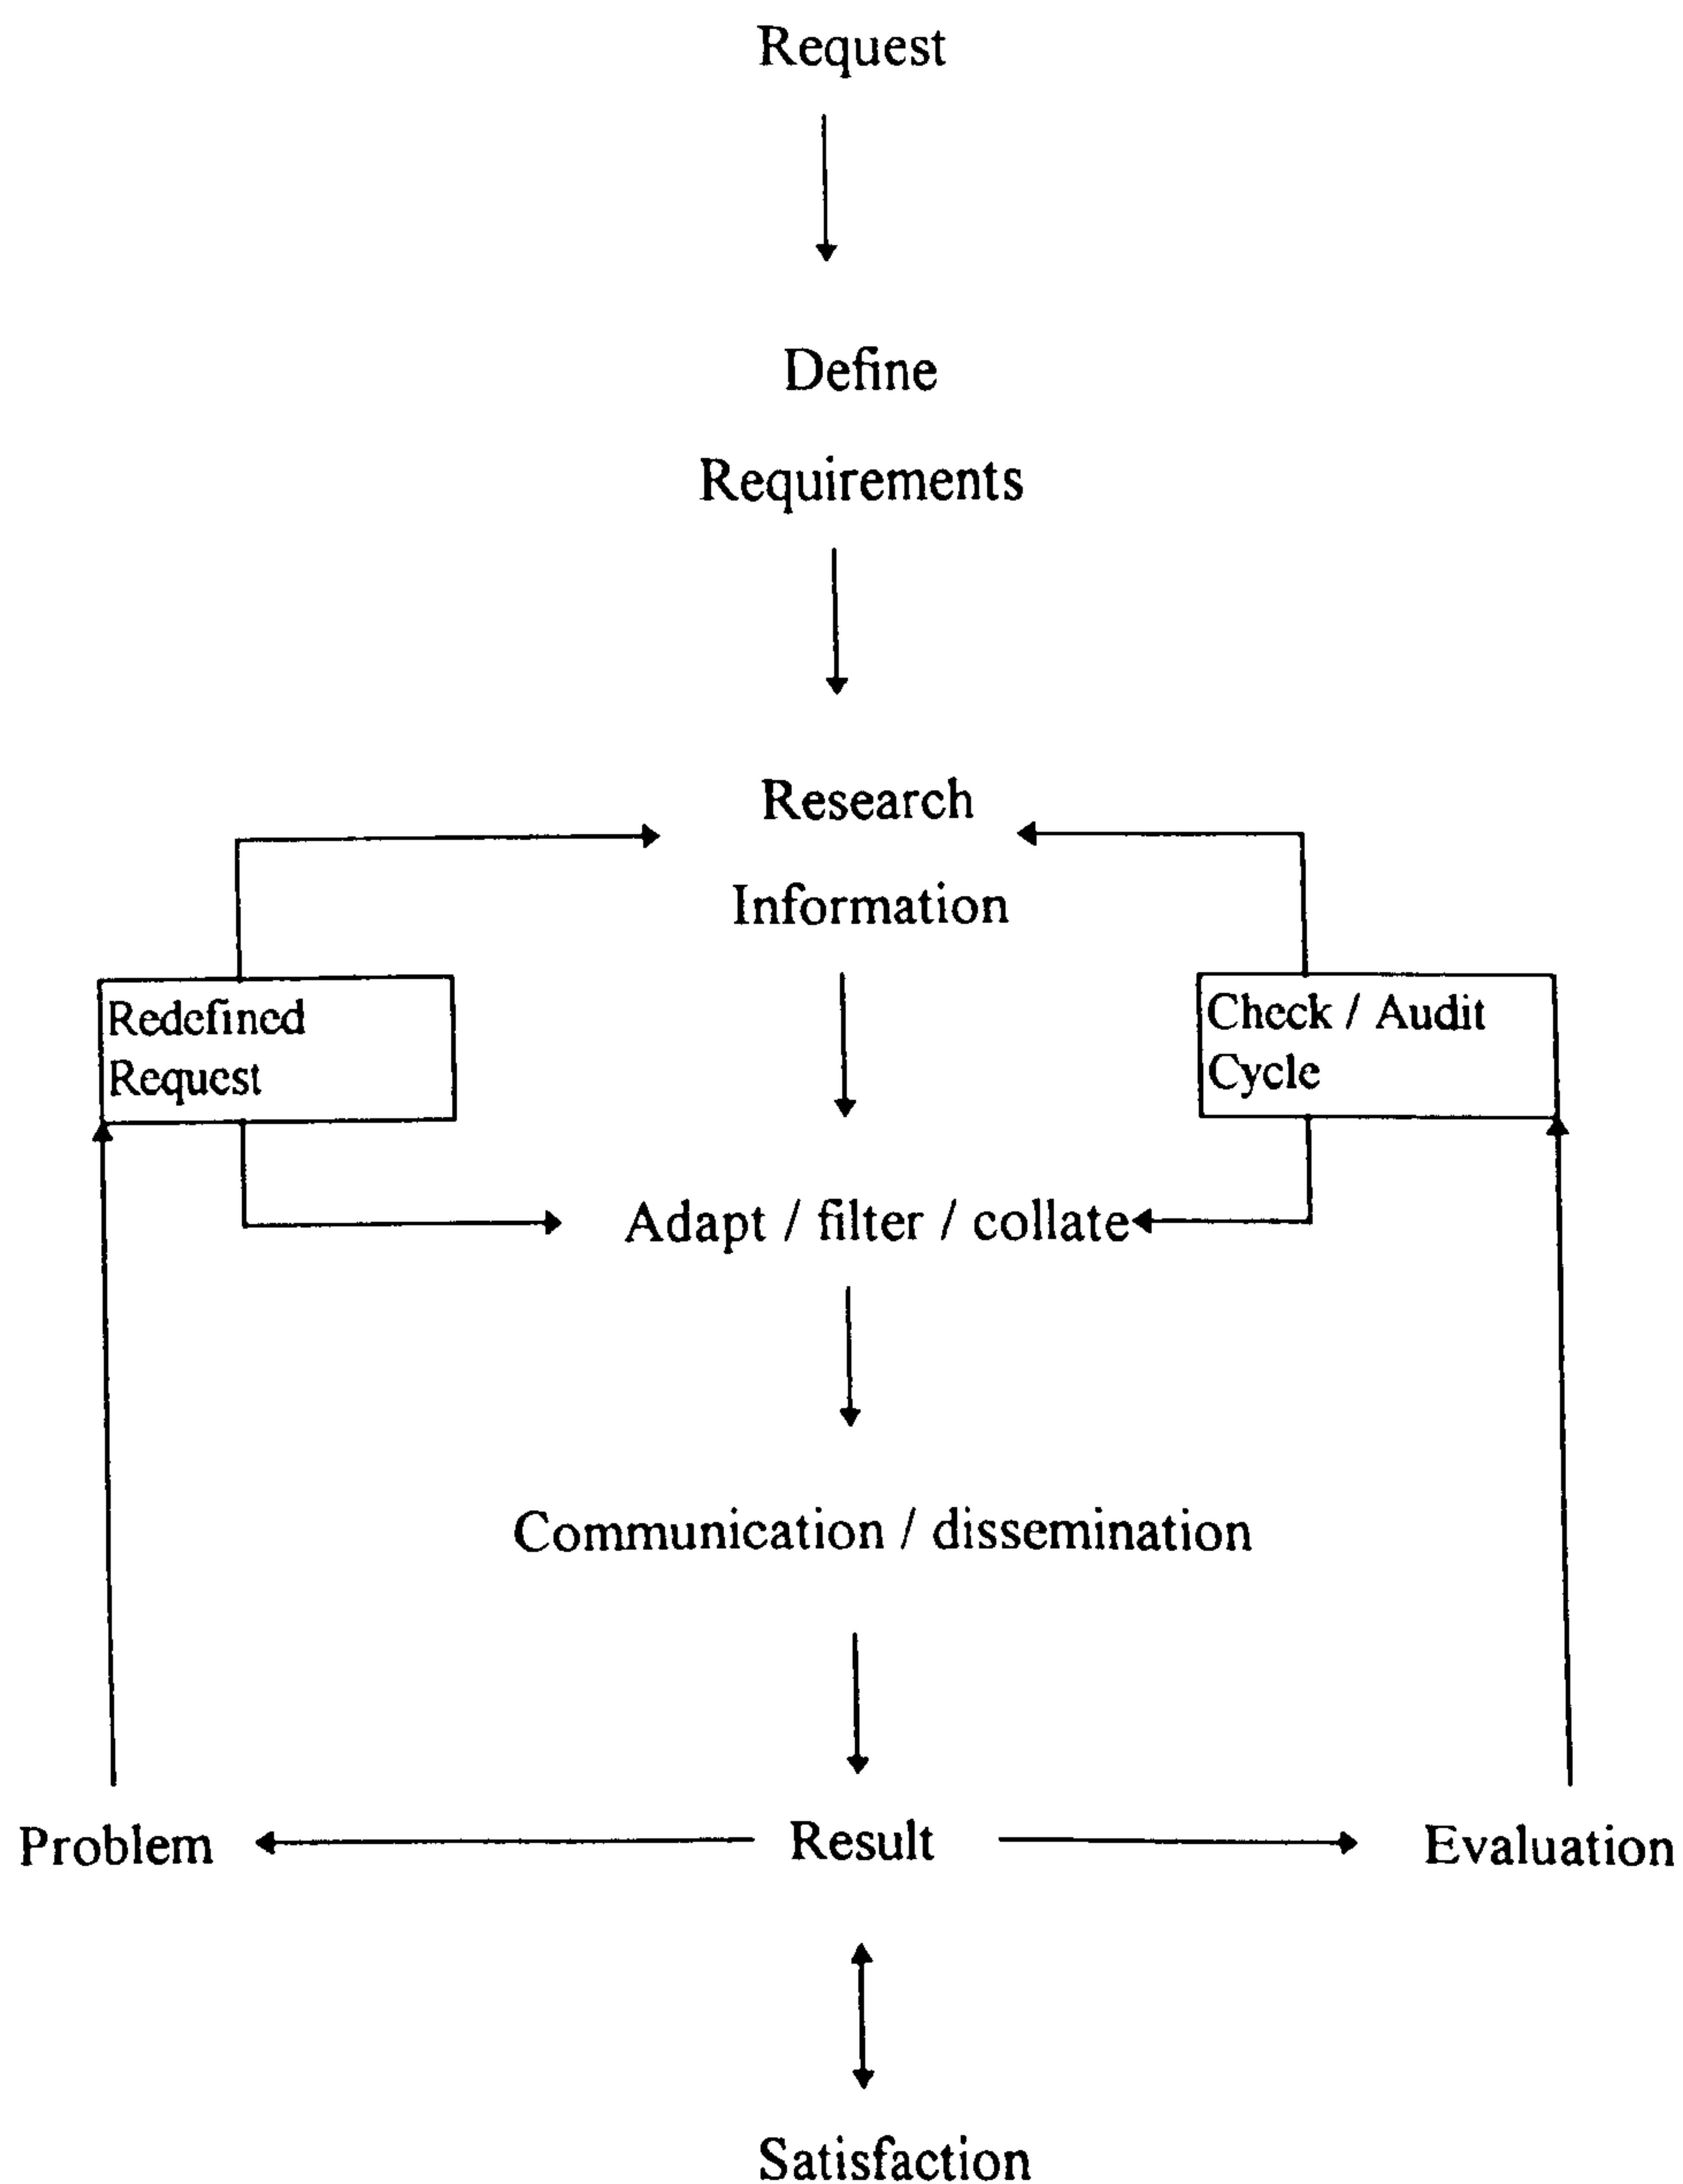 Request
Define
Requirements
Research
Information
Redefined
Request
Check / Audit
Cycle
Adapt / filter / collate
Communication / dissemination
Problem
Result
Evaluation
Satisfaction